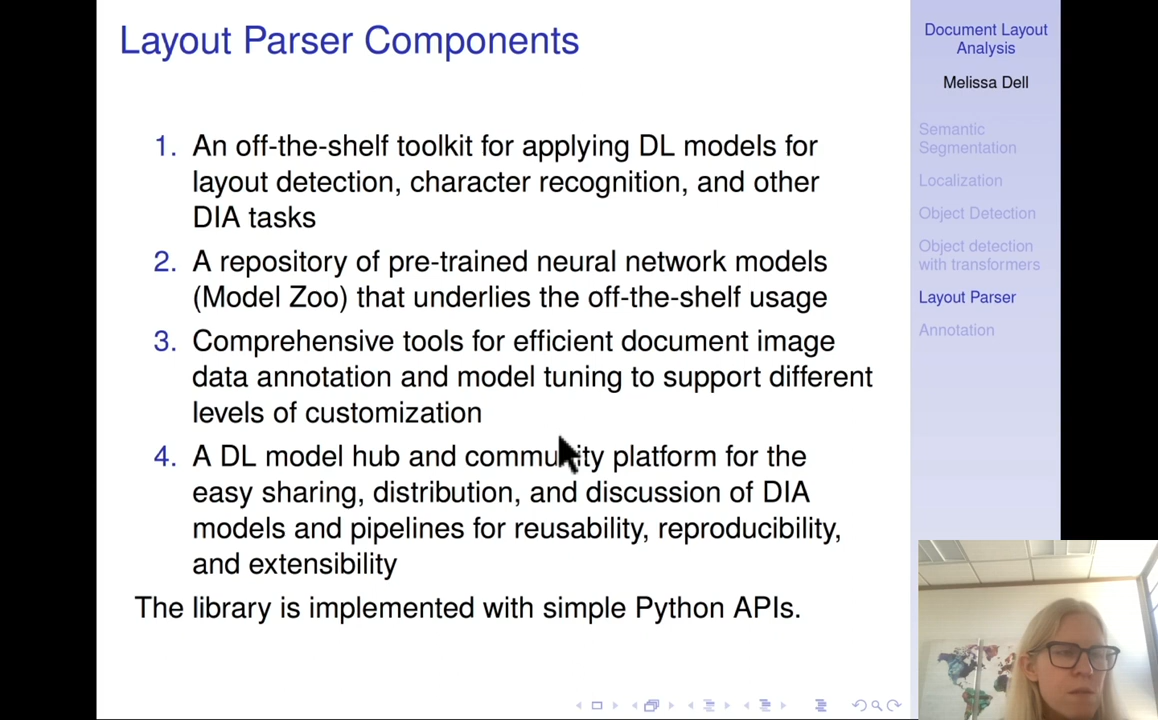 Layout Parser Components
1. An off-the-shelf toolkit for applying DL models for
layout detection, character recognition, and other
DIA tasks
2. A repository of pre-trained neural network models
(Model Zoo) that underlies the off-the-shelf usage
3. Comprehensive tools for efficient document image
data annotation and model tuning to support different
levels of customization
4. A DL model hub and community platform for the
easy sharing, distribution, and discussion of DIA
models and pipelines for reusability, reproducibility,
and extensibility
The library is implemented with simple Python APIs.
Document Layout
Analysis
Melissa Dell
Semantic
Segmentation
Localization
Object Detection
Object detection
with transformers
Layout Parser
Annotation